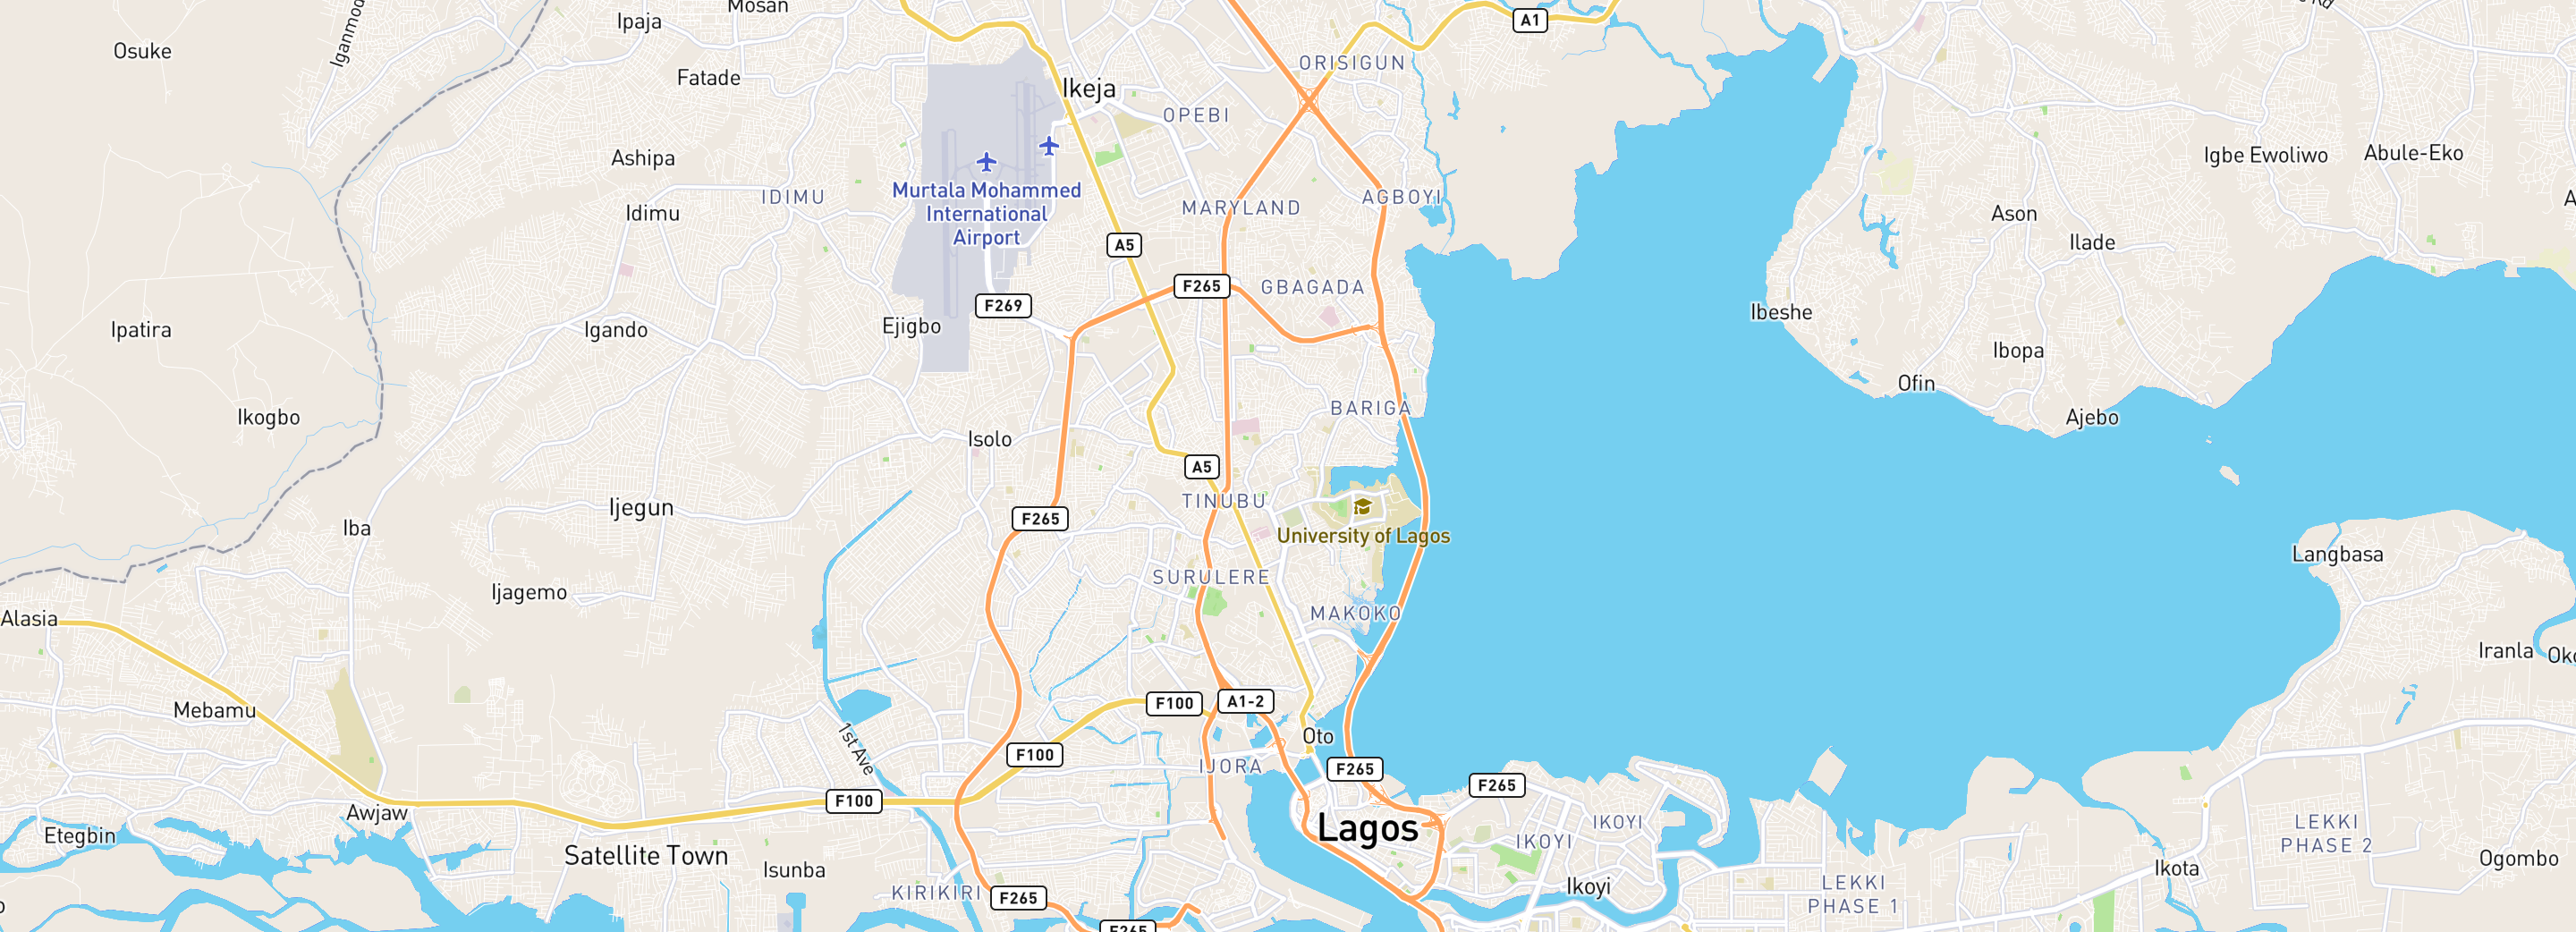 Mosan
Ipaja
A1
Osuke
Iganmod
ORISIGUN
Fatade
Ikeja
OPEBI
Ashipa
Igbe Ewoliwo
Abule-Eko
Murtala Mohammed
International
Airport
IDIMU
Idimu
MARYLAND
AGBOYI
Ason
A5
Ilade
F265
GBAGADA
F269
Ibeshe
Ipatira
Igando
Ejigbo
Ibopa
Ofin
BARIGA
Ikogbo
Ajebo
Isolo
A5
TINUBU
Ijegun
F265
Iba
University of Lagos
Langbasa
SURULERE
Ijagemo
MAKOKO
Alasia
Iranla
Oko
F100
A1-2
Mebamu
Oto
1st Ave
F100
IJORA
F265
F265
F100
Awjaw
Lagos
IKOYI
IKOYI
LEKKI
PHASE 2
Etegbin
Satellite Town
Isunba
Ikota
Ogombo
KIRIKIRI
F265
Ikoyi
LEKKI
PHASE 1
F265